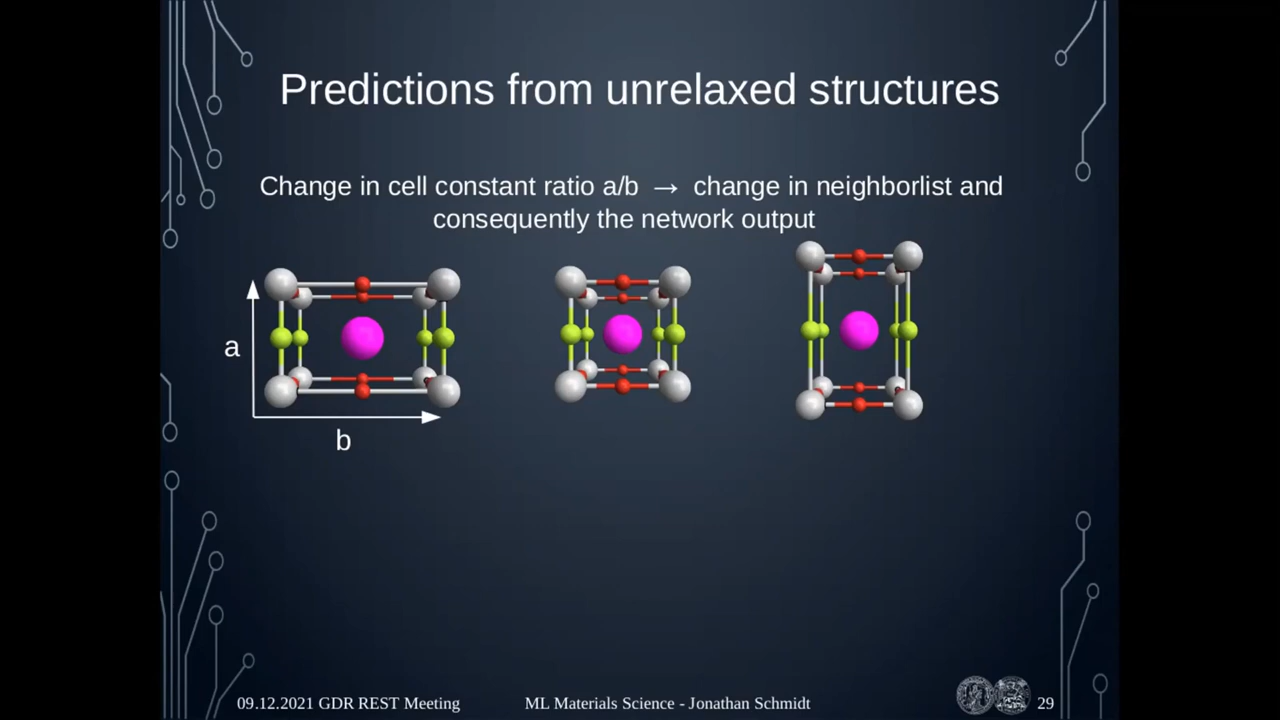 Predictions from unrelaxed structures
Change in cell constant ratio a/b → change in neighborlist and
consequently the network output
a
b
09.12.2021 GDR REST Meeting
ML Materials Science - Jonathan Schmidt
29